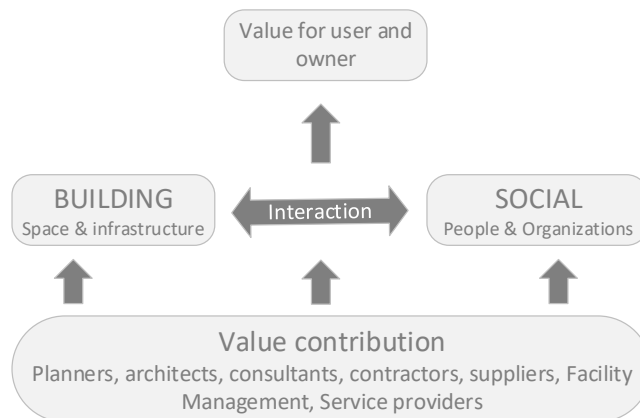 Value for user and
owner
BUILDING
Space & infrastructure
Interaction
SOCIAL
People & Organizations
Value contribution
Planners, architects, consultants, contractors, suppliers, Facility
Management, Service providers